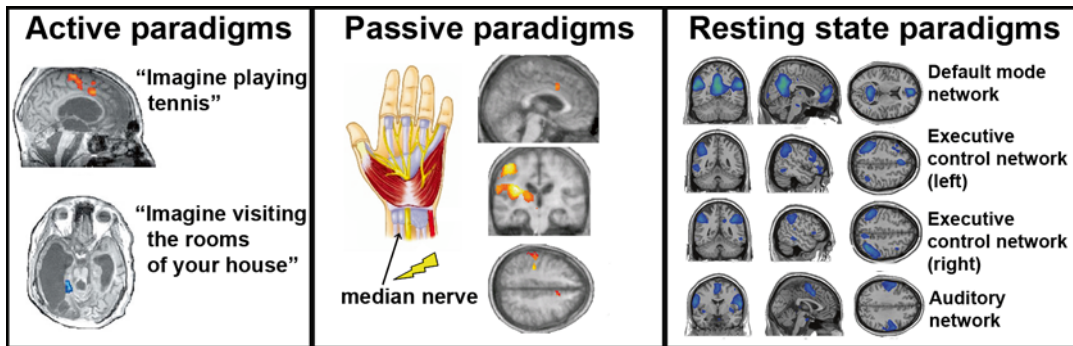 Active paradigms
“Imagine playing
tennis”
“Imagine visiting
the rooms
of your house”
Passive paradigms
median nerve
Resting state paradigms
Default mode
network
Executive
control network
(left)
Executive
control network
(right)
Auditory
network